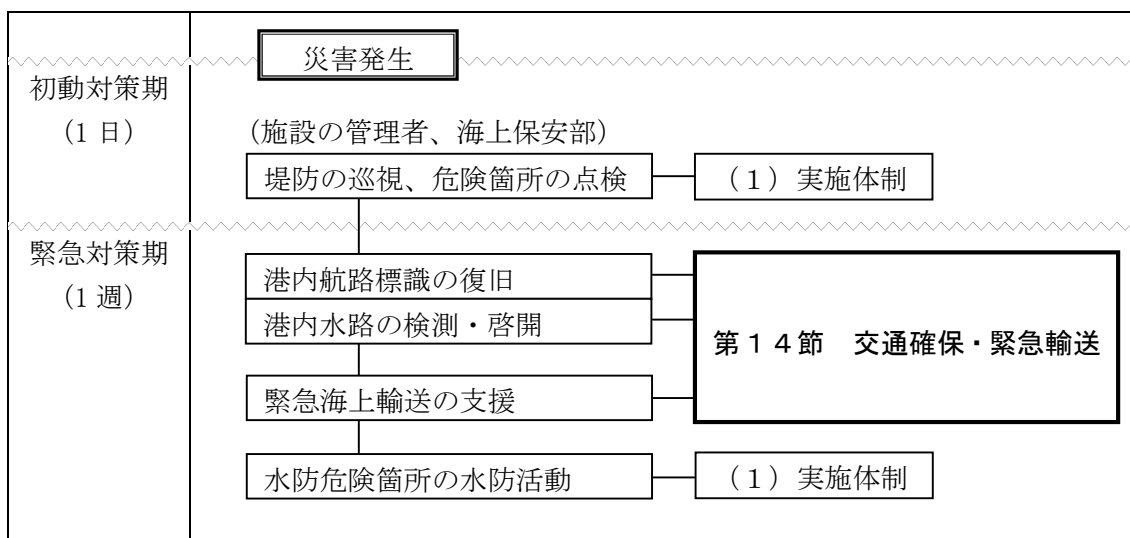 災害発生
初動対策期
（1 日）
（施設の管理者、海上保安部）
堤防の巡視、危険箇所の点検
（１）実施体制
緊急対策期
（1 週）
港内航路標識の復旧
港内水路の検測・啓開
第１４節　交通確保・緊急輸送
緊急海上輸送の支援
水防危険箇所の水防活動
（１）実施体制